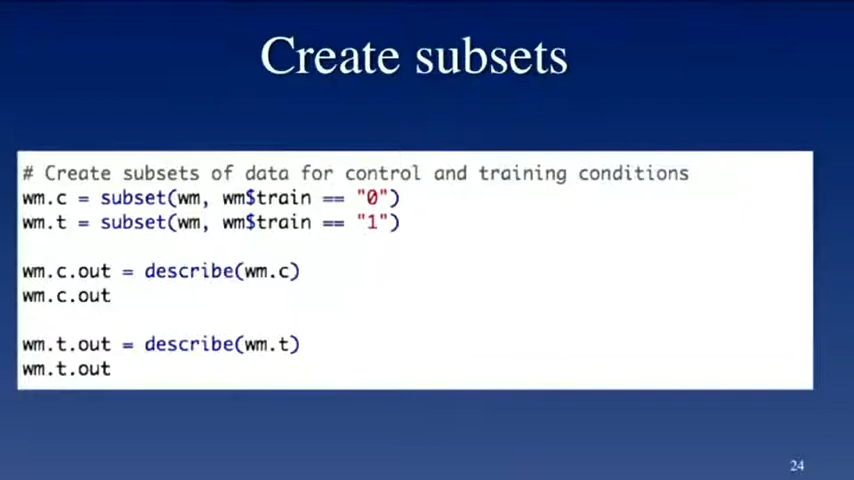 Create subsets
# Create subsets of data for control and training conditions
wm.c = subset(wm, wm$train == "0")
wm.t = subset(wm, wm$train == "1")
wm.c.out = describe(wm.c)
wm.c.out
wm.t.out = describe(wm.t)
wm.t.out
24